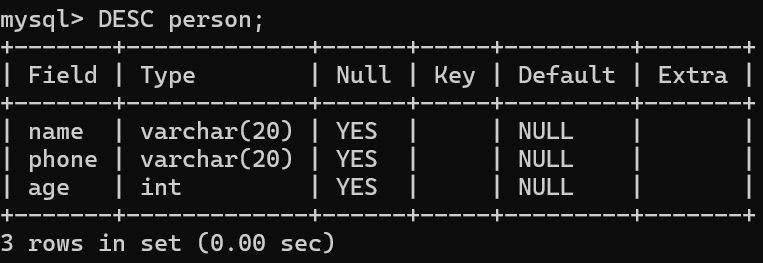 mysql> DESC person;
+-------+-------------+------+-----+---------+-------+
| Field | Type        | Null | Key | Default | Extra |
+-------+-------------+------+-----+---------+-------+
| name  | varchar(20) | YES  |     | NULL    |       |
| phone | varchar(20) | YES  |     | NULL    |       |
| age   | int         | YES  |     | NULL    |       |
+-------+-------------+------+-----+---------+-------+
3 rows in set (0.00 sec)